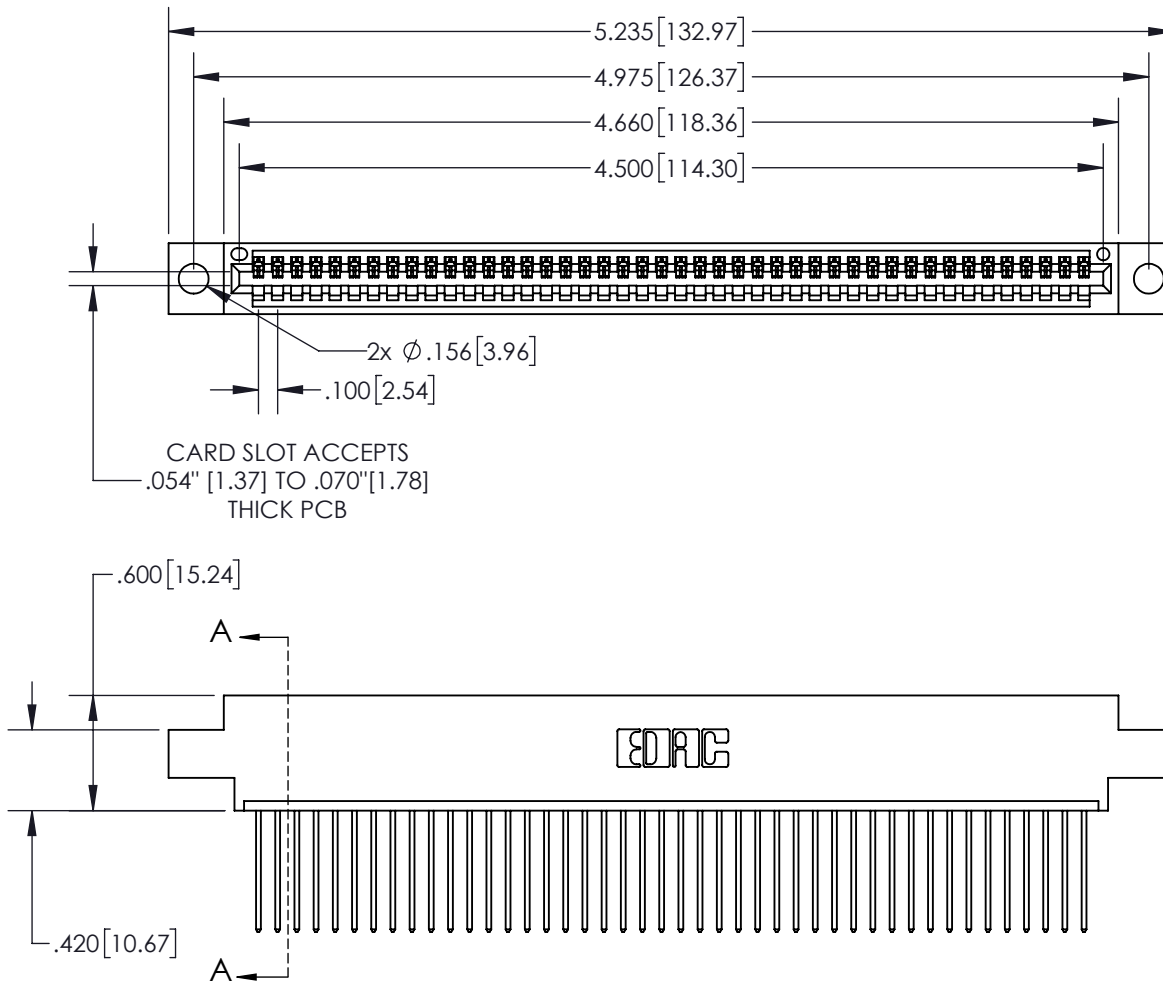 5.235[132.97]
4.975[126.37]
4.660[118.36]
4.500[114.30]
2x Ø.156[3.96]
.100[2.54]
CARD SLOT ACCEPTS
.054" [1.37] TO .070"[1.78]
THICK PCB
.600[15.24]
A
EDAC
.420[10.67]
A